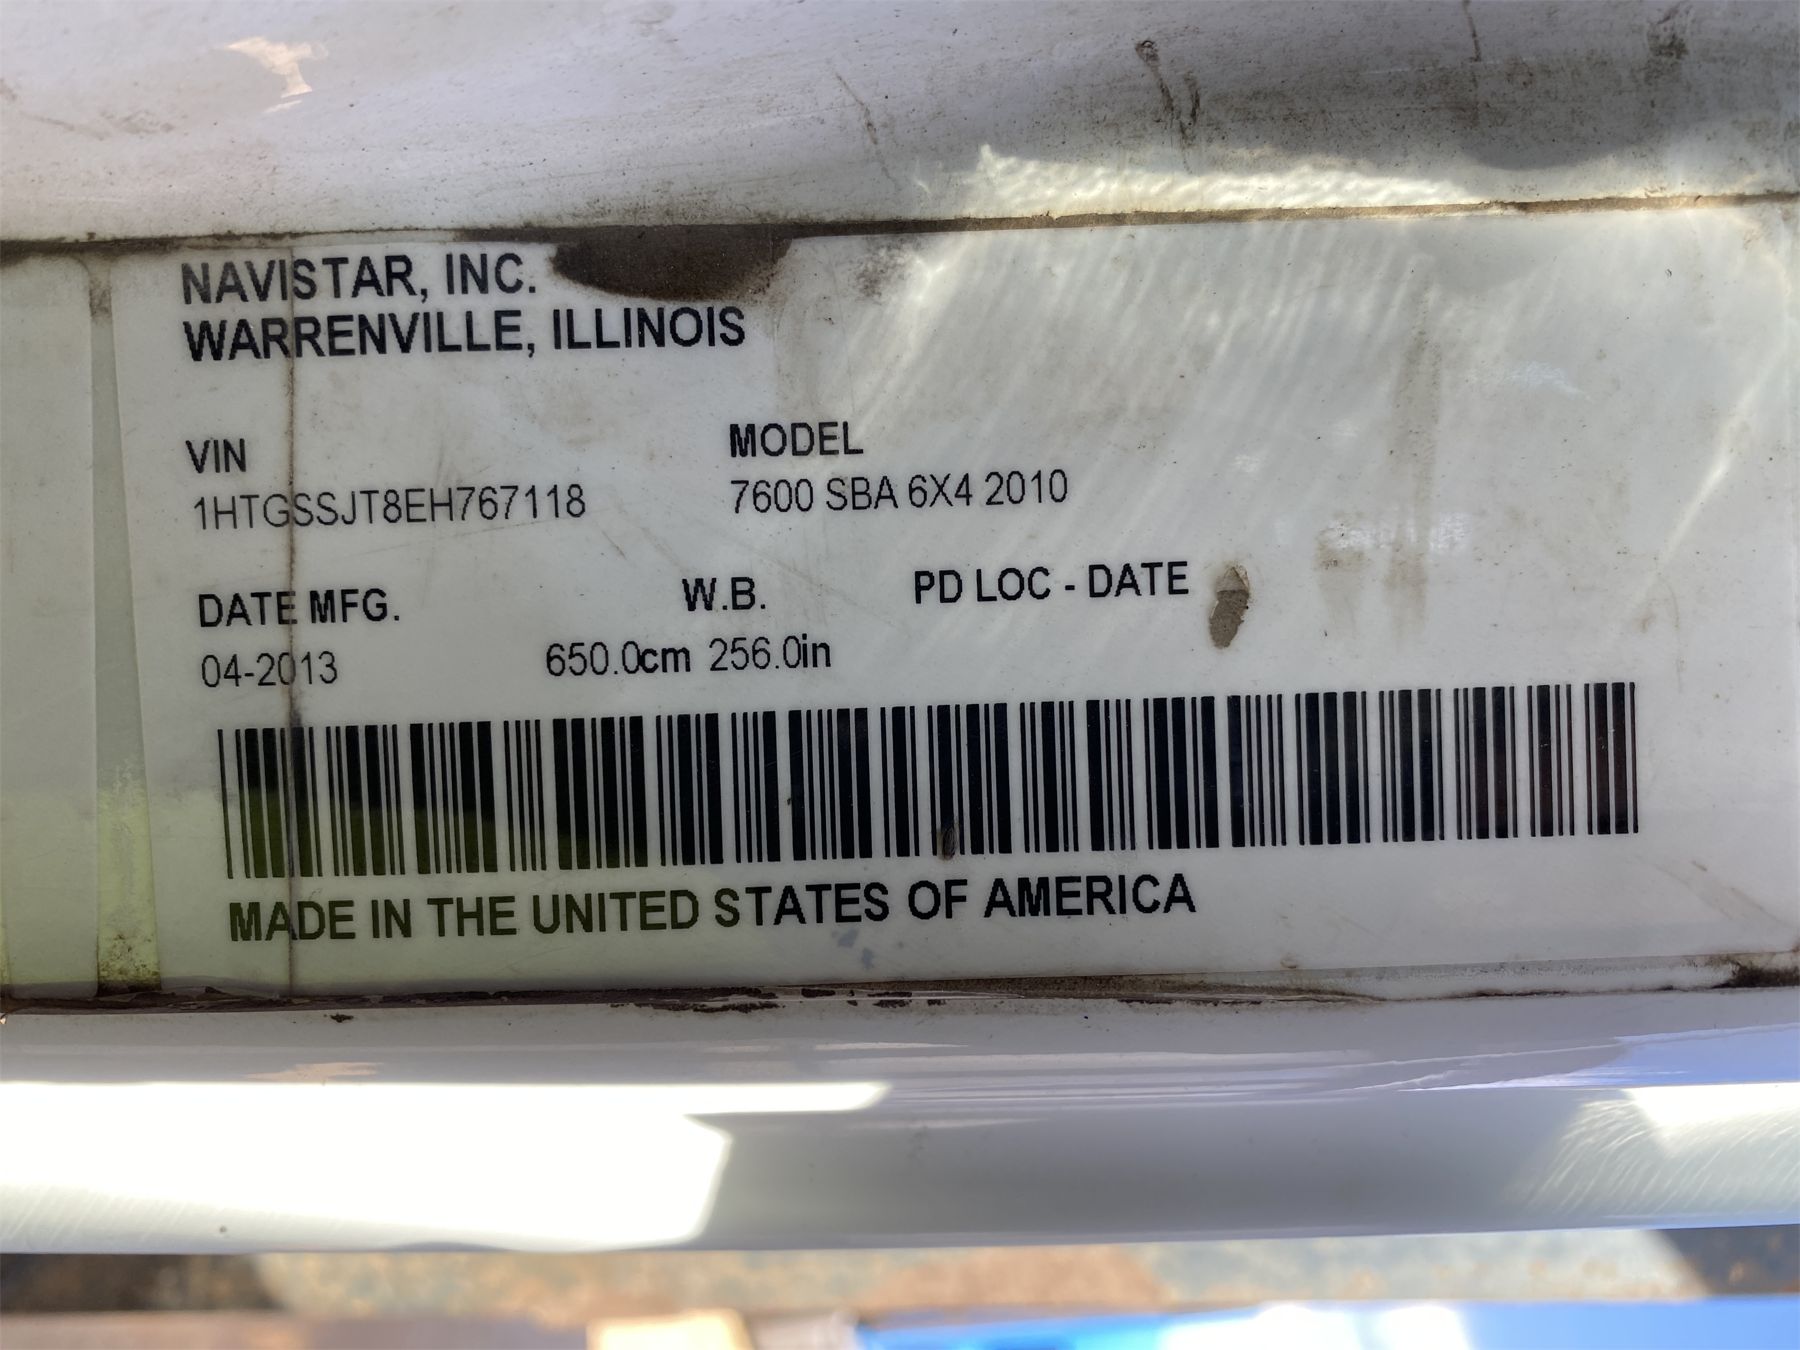 NAVISTAR, INC.
WARRENVILLE, ILLINOIS
VIN
1HTGSSJT8EH767118
MODEL
7600 SBA 6X4 2010
DATE MFG.
04-2013
W.B.
650.0cm 256.0in
PD LOC - DATE
MADE IN THE UNITED STATES OF AMERICA